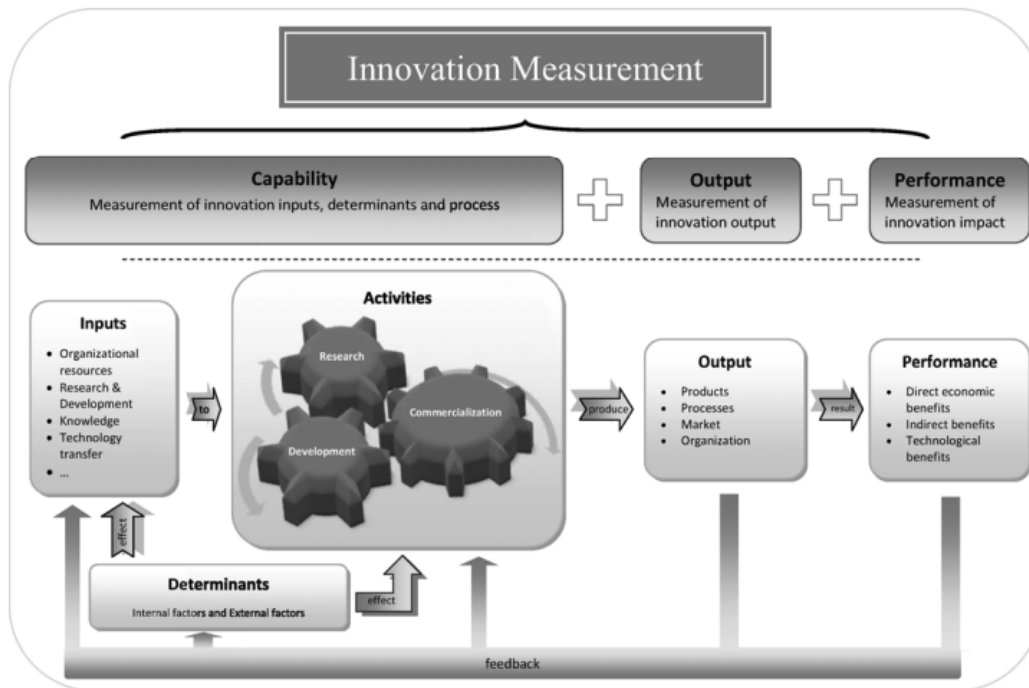 Innovation Measurement
Capability
Measurement of innovation inputs, determinants and process
Output
Measurement of
innovation output
Performance
Measurement of
innovation impact
Inputs
• Organizational
resources
• Research &
Development
• Knowledge
• Technology
transfer
• ...
to
Activities
Research
Development
Commercialization
produce
Output
• Products
• Processes
• Market
• Organization
result
Performance
• Direct economic
benefits
• Indirect benefits
• Technological
benefits
effect
Determinants
Internal factors and External factors
effect
feedback